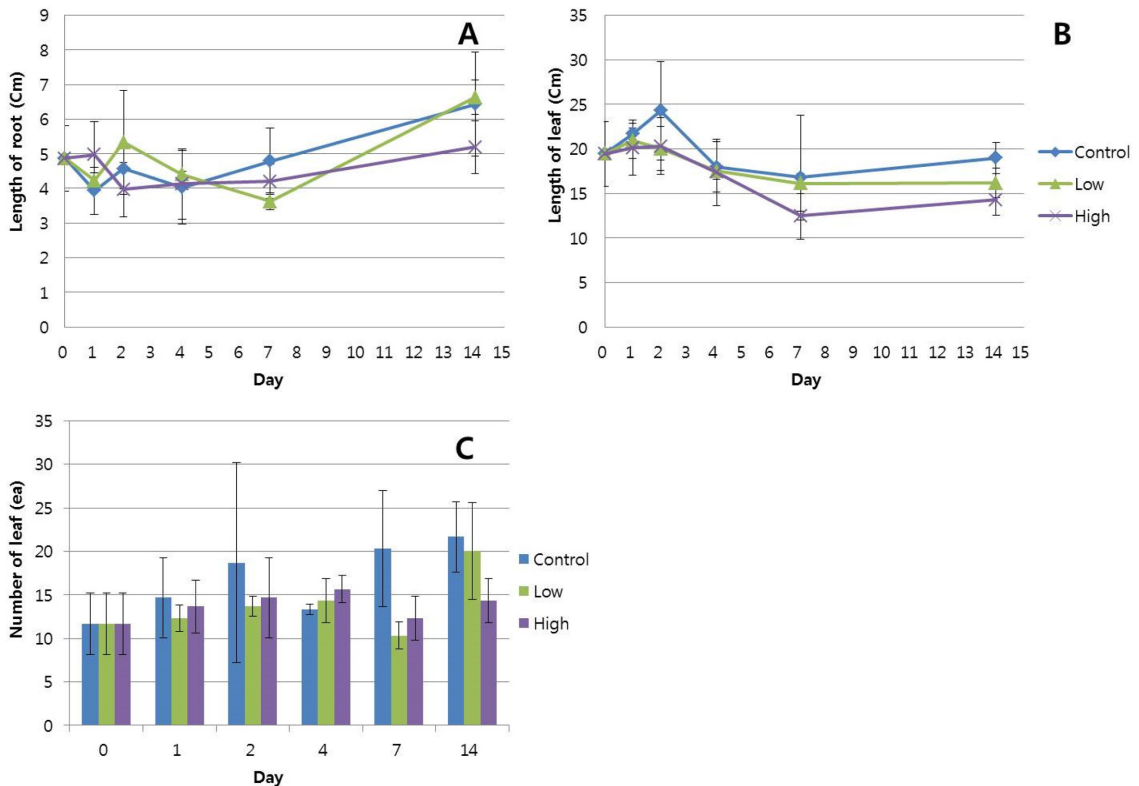 A
Length of root (Cm)
9
8
7
6
5
4
3
2
1
0
0 1 2 3 4 5 6 7 8 9 10 11 12 13 14 15
Day
B
Length of leaf (Cm)
35
30
25
20
15
10
5
0
0 1 2 3 4 5 6 7 8 9 10 11 12 13 14 15
Day
Control
Low
High
C
Number of leaf (ea)
35
30
25
20
15
10
5
0
0 1 2 4 7 14
Day
Control
Low
High